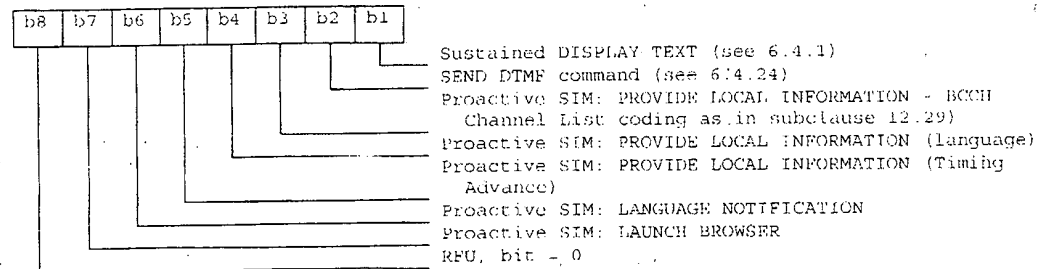 b8 b7 b6 b5 b4 b3 b2 b1
Sustained DISPLAY TEXT (see 6.4.1)
SEND DTMF command (see 6.4.24)
Proactive SIM: PROVIDE LOCAL INFORMATION - BCCH
Channel List coding as in subclause 12.29)
Proactive SIM: PROVIDE LOCAL INFORMATION (language)
Proactive SIM: PROVIDE LOCAL INFORMATION (Timing
Advance)
Proactive SIM: LANGUAGE NOTIFICATION
Proactive SIM: LAUNCH BROWSER
RFU, bit = 0